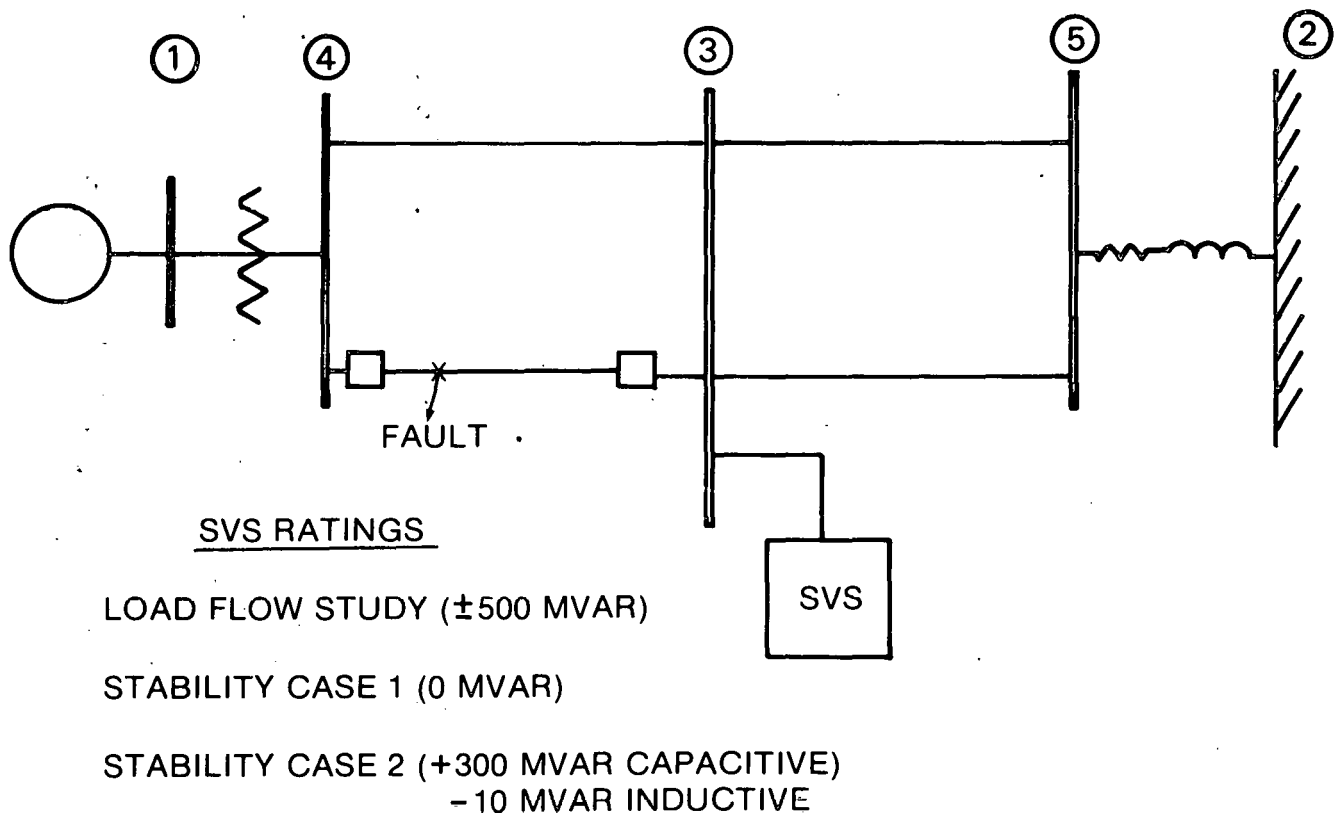 1
4
3
5
2
FAULT
SVS RATINGS
SVS
LOAD FLOW STUDY (±500 MVAR)
STABILITY CASE 1 (0 MVAR)
STABILITY CASE 2 (+300 MVAR CAPACITIVE)
-10 MVAR INDUCTIVE